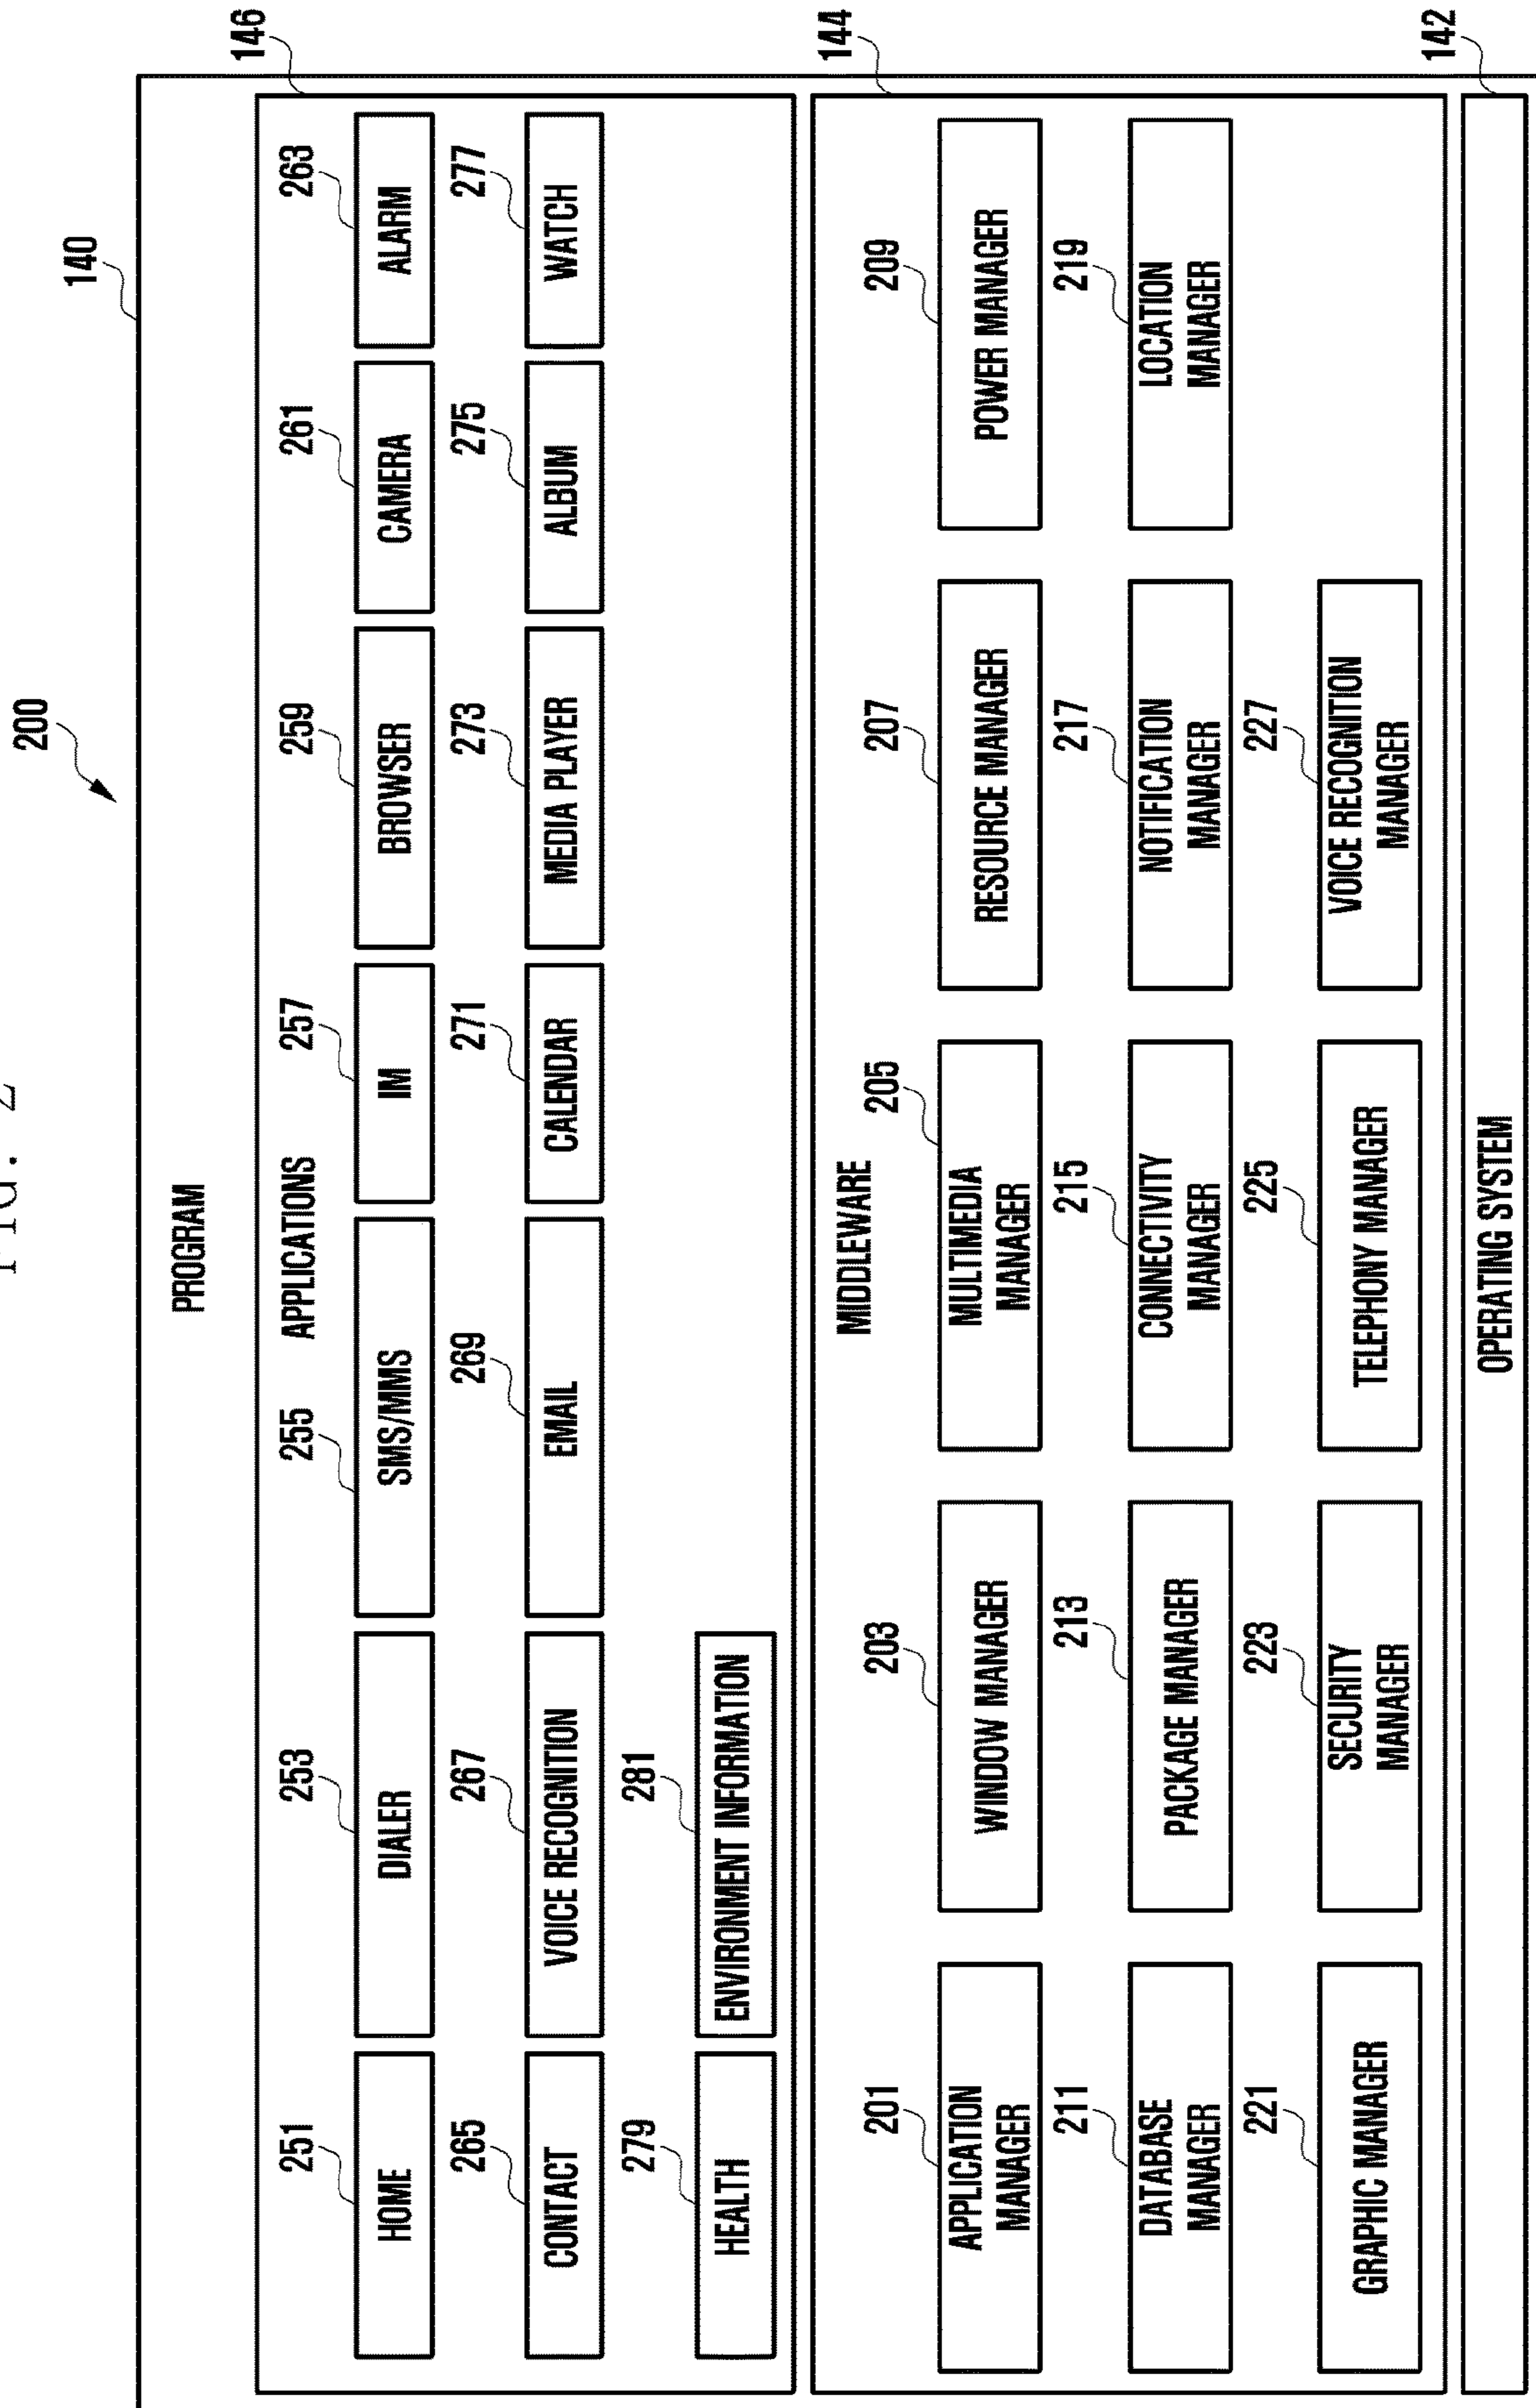 FIG. 2
200
140
PROGRAM
146
APPLICATIONS
251
253
255
257
259
261
263
HOME
DIALER
SMS/MMS
IM
BROWSER
CAMERA
ALARM
265
267
269
271
273
275
277
CONTACT
VOICE RECOGNITION
EMAIL
CALENDAR
MEDIA PLAYER
ALBUM
WATCH
279
281
HEALTH
ENVIRONMENT INFORMATION
144
MIDDLEWARE
201
203
205
207
209
APPLICATION
MANAGER
WINDOW MANAGER
MULTIMEDIA
MANAGER
RESOURCE MANAGER
POWER MANAGER
211
213
215
217
219
DATABASE
MANAGER
PACKAGE MANAGER
CONNECTIVITY
MANAGER
NOTIFICATION
MANAGER
LOCATION
MANAGER
221
223
225
227
GRAPHIC MANAGER
SECURITY
MANAGER
TELEPHONY MANAGER
VOICE RECOGNITION
MANAGER
142
OPERATING SYSTEM